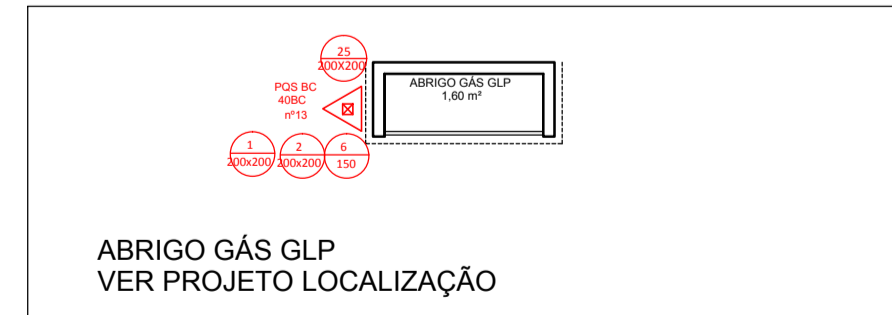 25
200X200
ABRIGO GÁS GLP
1,60 m²
PQS BC
40BC
nº13
1
200x200
2
200x200
6
150
ABRIGO GÁS GLP
VER PROJETO LOCALIZAÇÃO